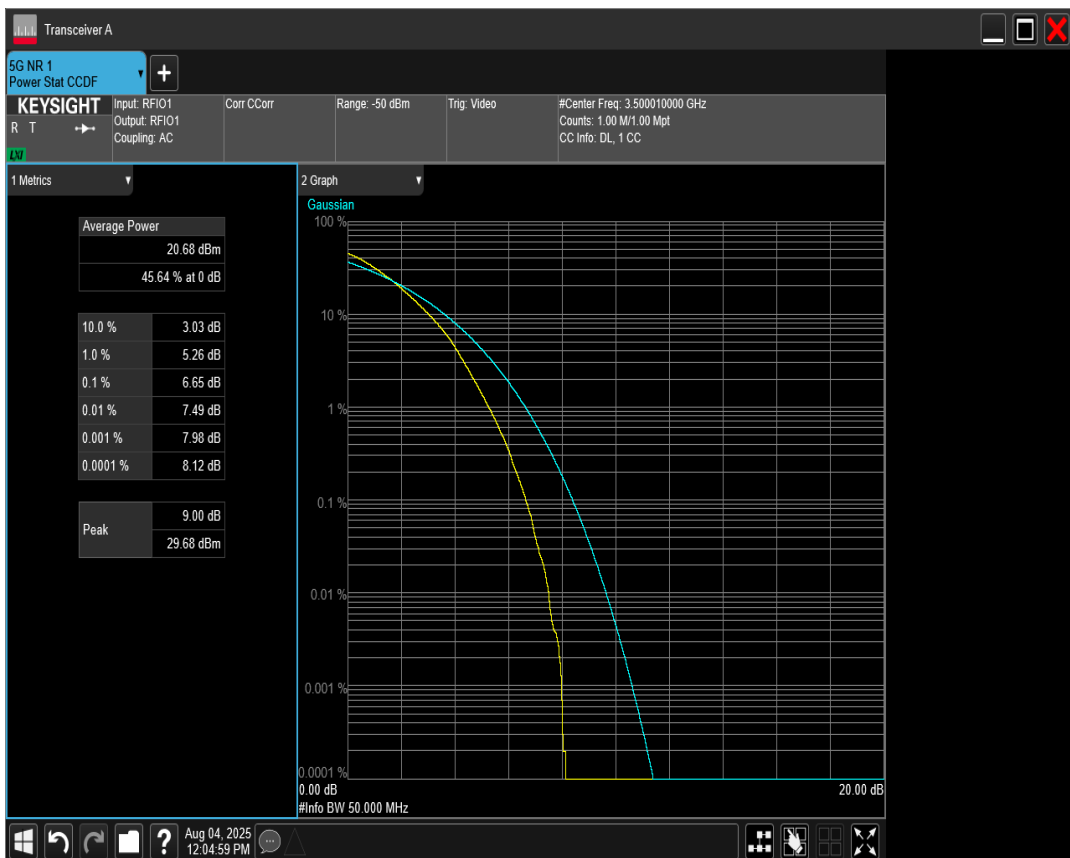 Transceiver A
5G NR 1
Power Stat CCDF
+
KEYSIGHT
R T
LXI
Input: RFIO1
Output: RFIO1
Coupling: AC
Corr CCorr
Range: -50 dBm
Trig: Video
#Center Freq: 3.500010000 GHz
Counts: 1.00 M/1.00 Mpt
CC Info: DL, 1 CC
1 Metrics
Average Power
20.68 dBm
45.64 % at 0 dB
10.0 % 3.03 dB
1.0 % 5.26 dB
0.1 % 6.65 dB
0.01 % 7.49 dB
0.001 % 7.98 dB
0.0001 % 8.12 dB
Peak 9.00 dB
29.68 dBm
2 Graph
Gaussian
100 %
10 %
1 %
0.1 %
0.01 %
0.001 %
0.0001 %
0.00 dB 20.00 dB
#Info BW 50.000 MHz
?
Aug 04, 2025
12:04:59 PM